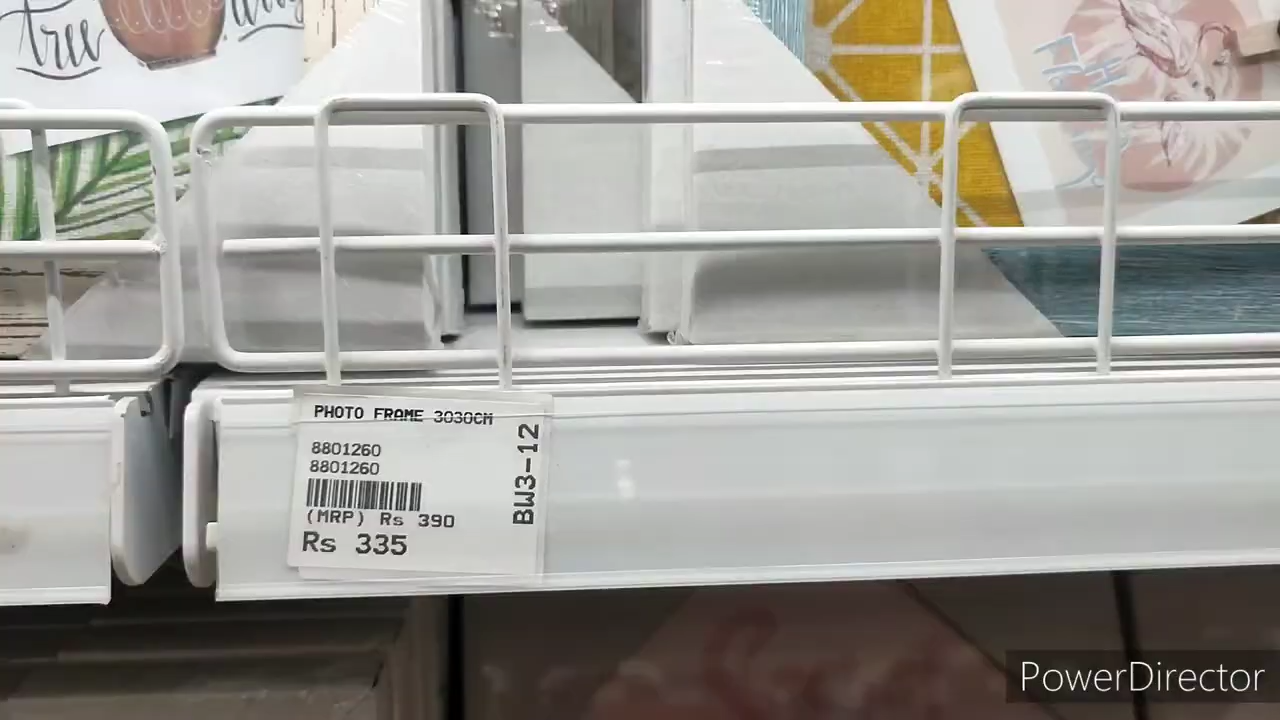 tree
PHOTO FRAME 3030CM
8801260
8801260
(MRP) Rs 390
Rs 335
BW3-12
PowerDirector